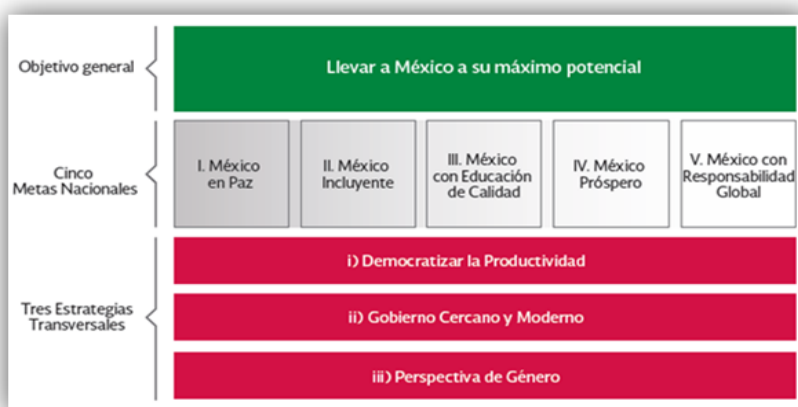 Objetivo general
Llevar a México a su máximo potencial
Cinco
Metas Nacionales
I. México
en Paz
II. México
Incluyente
III. México
con Educación
de Calidad
IV. México
Próspero
V. México con
Responsabilidad
Global
Tres Estrategias
Transversales
i) Democratizar la Productividad
ii) Gobierno Cercano y Moderno
iii) Perspectiva de Género